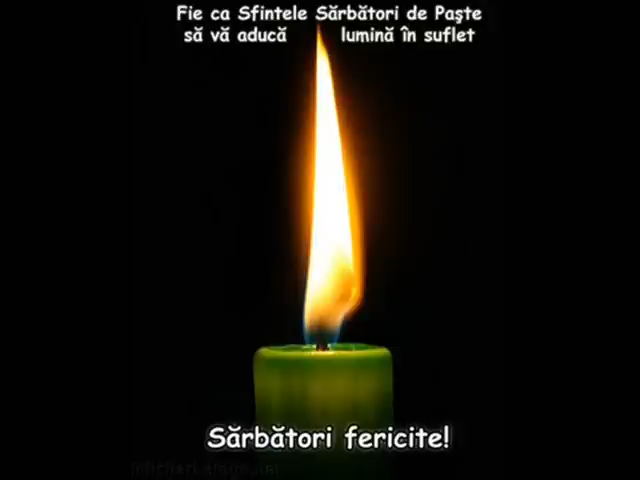 Fie ca Sfintele Sărbători de Paşte
să vă aducă lumină în suflet
Sărbători fericite!